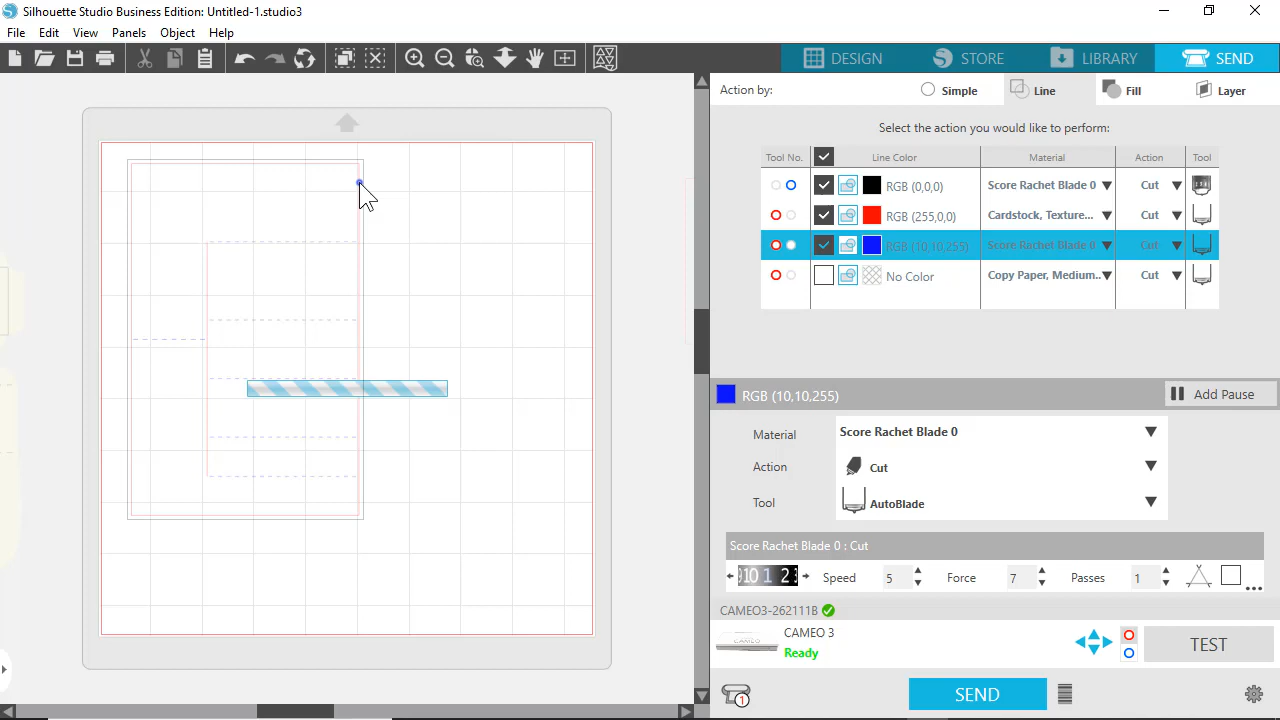 Silhouette Studio Business Edition: Untitled-1.studio3
File Edit View Panels Object Help
DESIGN STORE LIBRARY SEND
Action by: Simple Line Fill Layer
Select the action you would like to perform:
Tool No. Line Color Material Action Tool
RGB (0,0,0) Score Rachet Blade 0 Cut
RGB (255,0,0) Cardstock, Texture... Cut
RGB (10,10,255) Score Rachet Blade 0 Cut
No Color Copy Paper, Medium... Cut
RGB (10,10,255) Add Pause
Material Score Rachet Blade 0
Action Cut
Tool AutoBlade
Score Rachet Blade 0 : Cut
Speed 5 Force 7 Passes 1
CAMEO3-262111B
CAMEO 3
Ready
TEST
SEND